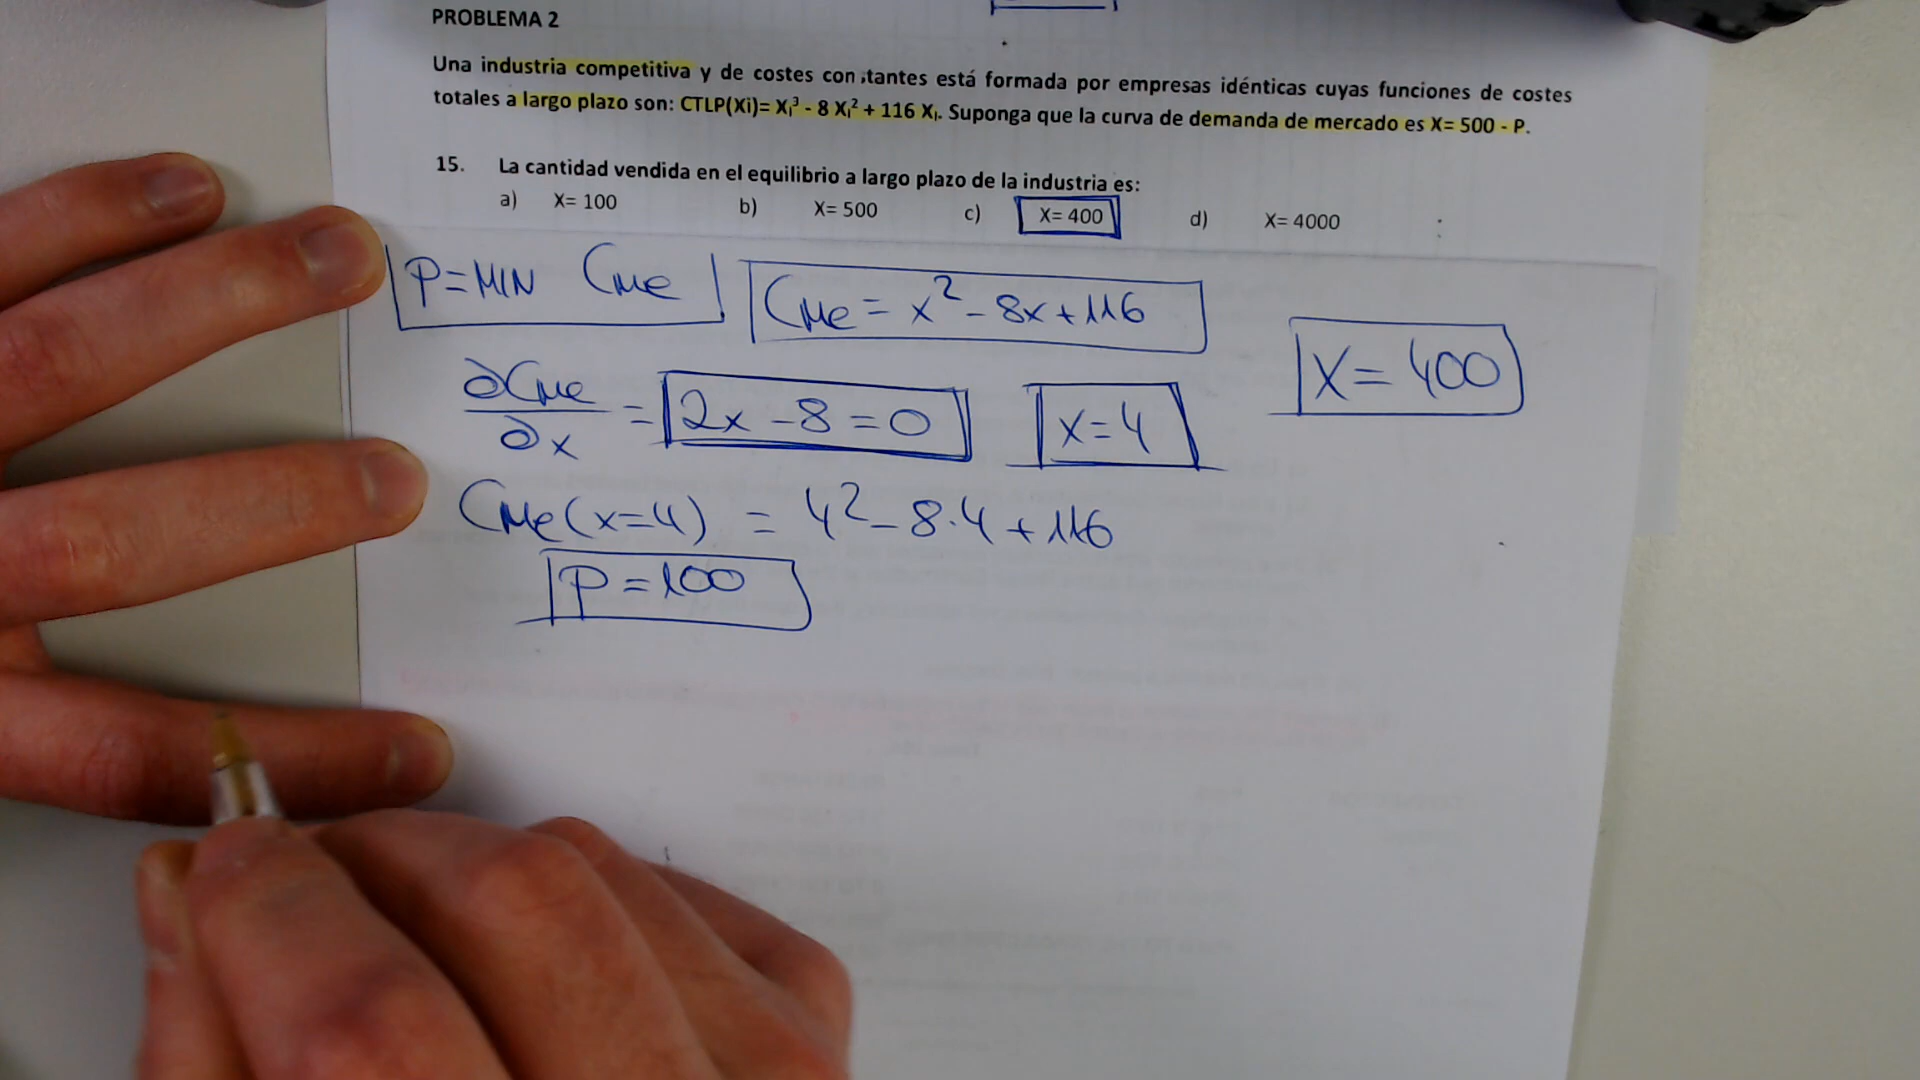 PROBLEMA 2
Una industria competitiva y de costes con tantes está formada por empresas idénticas cuyas funciones de costes
totales a largo plazo son: CTLP(Xi)= Xi³ - 8 Xi² + 116 Xi. Suponga que la curva de demanda de mercado es X= 500 - P.
15. La cantidad vendida en el equilibrio a largo plazo de la industria es:
a) X= 100 b) X= 500 c) X= 400 d) X= 4000
P=MIN CMe CMe = x² - 8x + 116
∂CMe/∂x = 2x - 8 = 0 x=4 X= 400
CMe(x=4) = 4² - 8·4 + 116
P=100